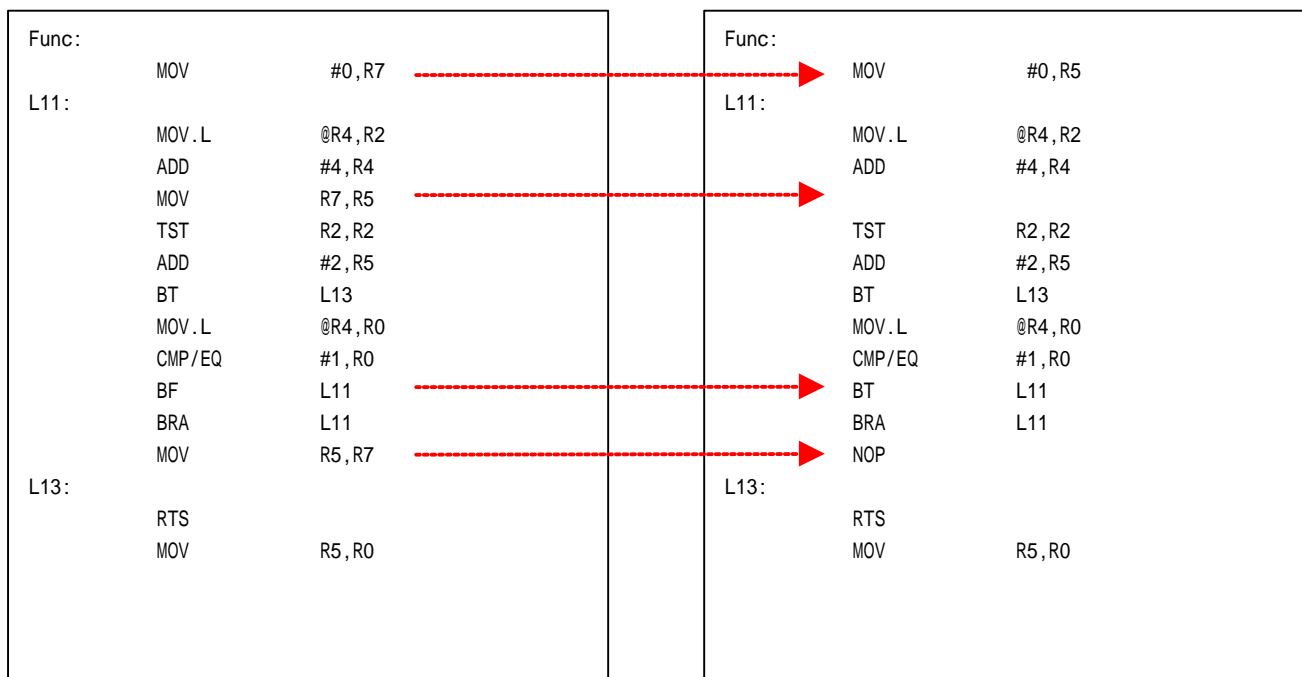 Func:
MOV #0,R7
L11:
MOV.L @R4,R2
ADD #4,R4
MOV R7,R5
TST R2,R2
ADD #2,R5
BT L13
MOV.L @R4,R0
CMP/EQ #1,R0
BF L11
BRA L11
MOV R5,R7
L13:
RTS
MOV R5,R0
Func:
MOV #0,R5
L11:
MOV.L @R4,R2
ADD #4,R4
TST R2,R2
ADD #2,R5
BT L13
MOV.L @R4,R0
CMP/EQ #1,R0
BT L11
BRA L11
NOP
L13:
RTS
MOV R5,R0